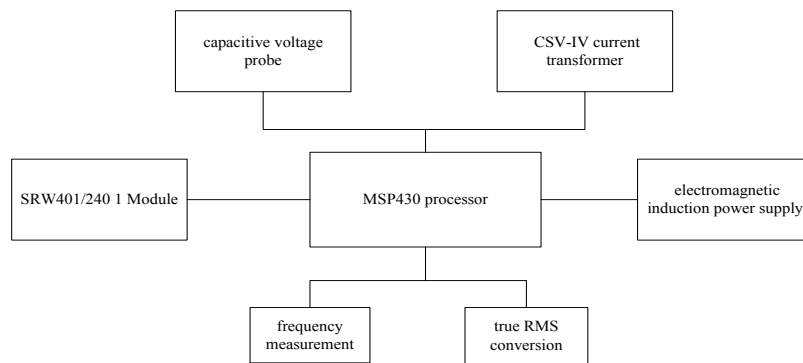 capacitive voltage
probe
CSV-IV current
transformer
SRW401/240 1 Module
MSP430 processor
electromagnetic
induction power supply
frequency
measurement
true RMS
conversion